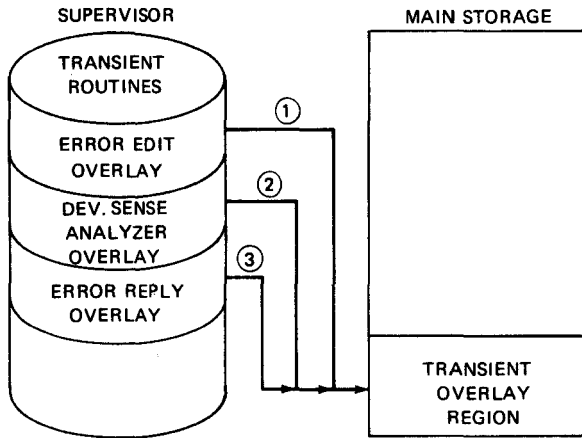 SUPERVISOR
MAIN STORAGE
TRANSIENT
ROUTINES
①
ERROR EDIT
OVERLAY
②
DEV. SENSE
ANALYZER
OVERLAY
③
ERROR REPLY
OVERLAY
TRANSIENT
OVERLAY
REGION